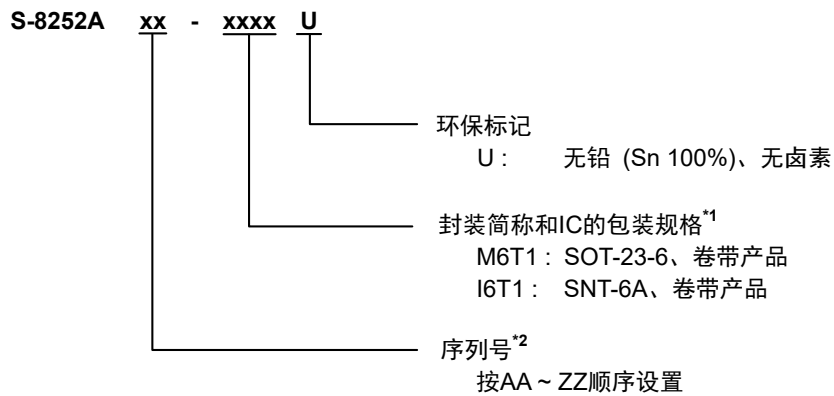 S-8252A xx - xxxx U
环保标记
U : 无铅 (Sn 100%)、无卤素
封装简称和IC的包装规格*1
M6T1 : SOT-23-6、卷带产品
I6T1 : SNT-6A、卷带产品
序列号*2
按AA ~ ZZ顺序设置